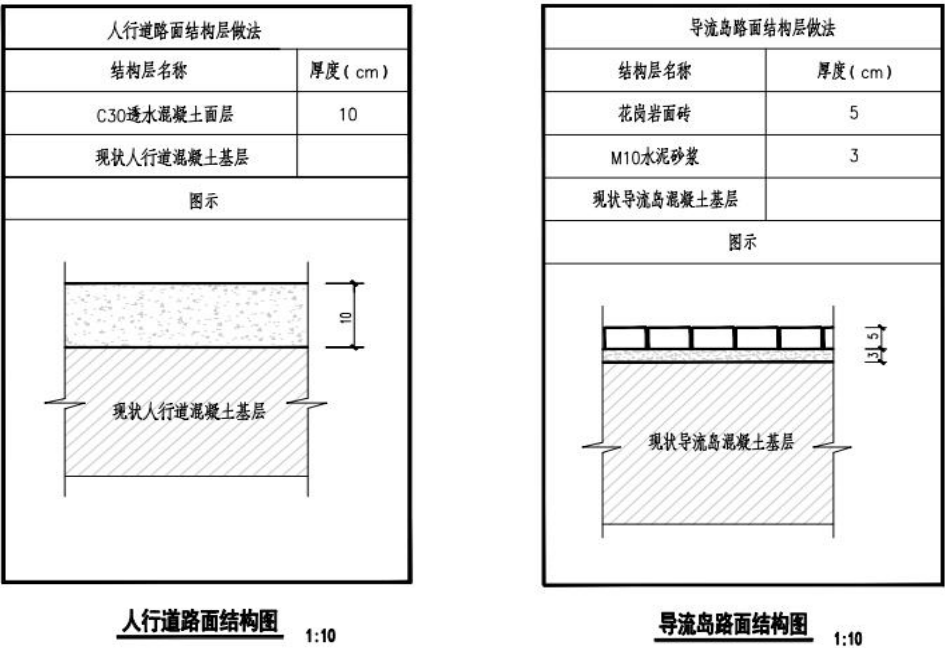 人行道路面结构层做法
结构层名称 厚度(cm)
C30透水混凝土面层 10
现状人行道混凝土基层
图示
10
现状人行道混凝土基层
人行道路面结构图 1:10
导流岛路面结构层做法
结构层名称 厚度(cm)
花岗岩面砖 5
M10水泥砂浆 3
现状导流岛混凝土基层
图示
5
3
现状导流岛混凝土基层
导流岛路面结构图 1:10